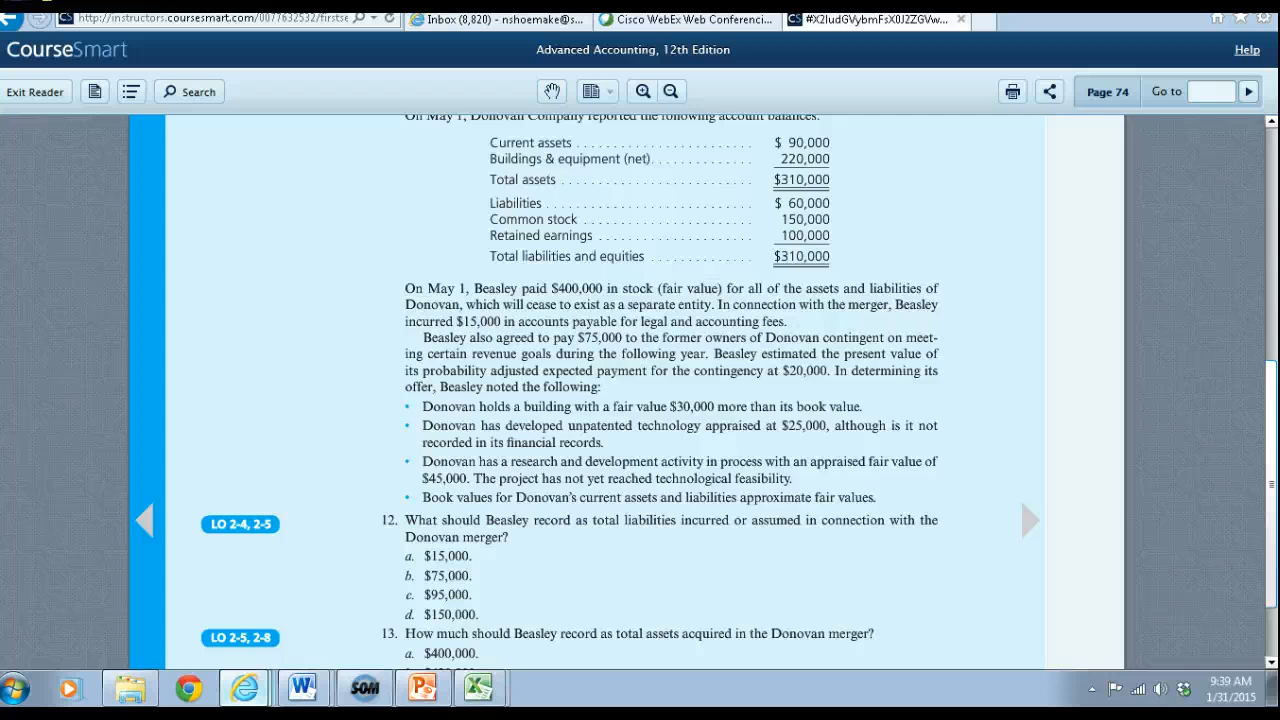 http://instructors.coursesmart.com/0077632532/firstse
Inbox (8,820) - nshoemake@s...
Cisco WebEx Web Conferenci...
CS #X2ludGVybmFsX0J2ZGVw...
CourseSmart
Advanced Accounting, 12th Edition
Help
Exit Reader
Search
Page 74
Go to
On May 1, Donovan Company reported the following account balances:
Current assets . . . . . . . . . . . . . . . . . . . . . . . . $ 90,000
Buildings & equipment (net). . . . . . . . . . . . . 220,000
Total assets . . . . . . . . . . . . . . . . . . . . . . . . . . $310,000
Liabilities . . . . . . . . . . . . . . . . . . . . . . . . . . . . $ 60,000
Common stock . . . . . . . . . . . . . . . . . . . . . . . 150,000
Retained earnings . . . . . . . . . . . . . . . . . . . . . 100,000
Total liabilities and equities . . . . . . . . . . . . . . $310,000
On May 1, Beasley paid $400,000 in stock (fair value) for all of the assets and liabilities of
Donovan, which will cease to exist as a separate entity. In connection with the merger, Beasley
incurred $15,000 in accounts payable for legal and accounting fees.
Beasley also agreed to pay $75,000 to the former owners of Donovan contingent on meet-
ing certain revenue goals during the following year. Beasley estimated the present value of
its probability adjusted expected payment for the contingency at $20,000. In determining its
offer, Beasley noted the following:
• Donovan holds a building with a fair value $30,000 more than its book value.
• Donovan has developed unpatented technology appraised at $25,000, although is it not
recorded in its financial records.
• Donovan has a research and development activity in process with an appraised fair value of
$45,000. The project has not yet reached technological feasibility.
• Book values for Donovan's current assets and liabilities approximate fair values.
LO 2-4, 2-5
12. What should Beasley record as total liabilities incurred or assumed in connection with the
Donovan merger?
a. $15,000.
b. $75,000.
c. $95,000.
d. $150,000.
LO 2-5, 2-8
13. How much should Beasley record as total assets acquired in the Donovan merger?
a. $400,000.
SOM
9:39 AM
1/31/2015